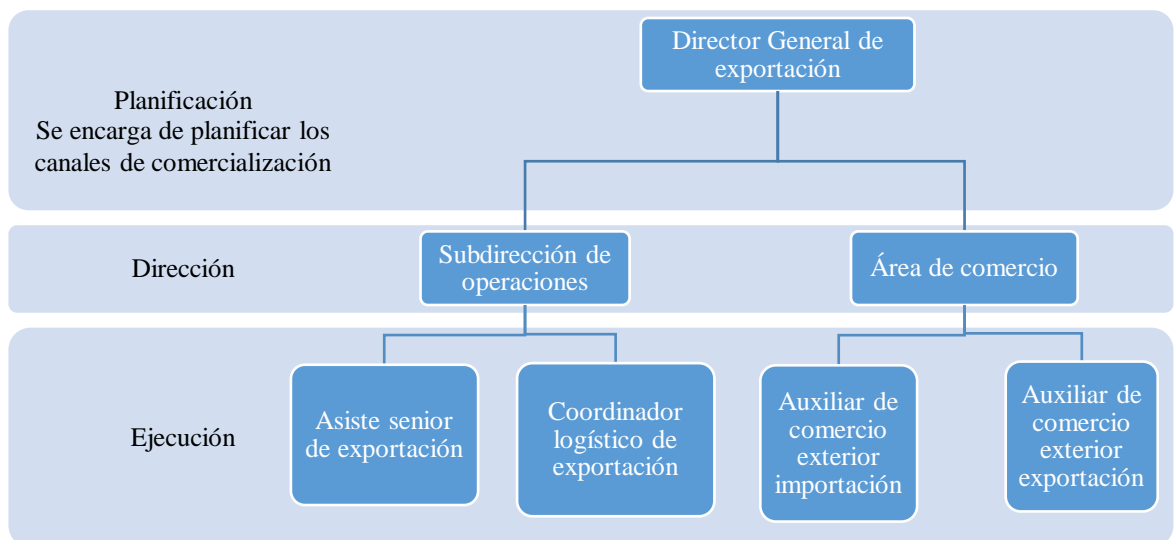 Director General de
exportación
Planificación
Se encarga de planificar los
canales de comercialización
Dirección
Subdirección de
operaciones
Área de comercio
Ejecución
Asiste senior
de exportación
Coordinador
logístico de
exportación
Auxiliar de
comercio
exterior
importación
Auxiliar de
comercio
exterior
exportación